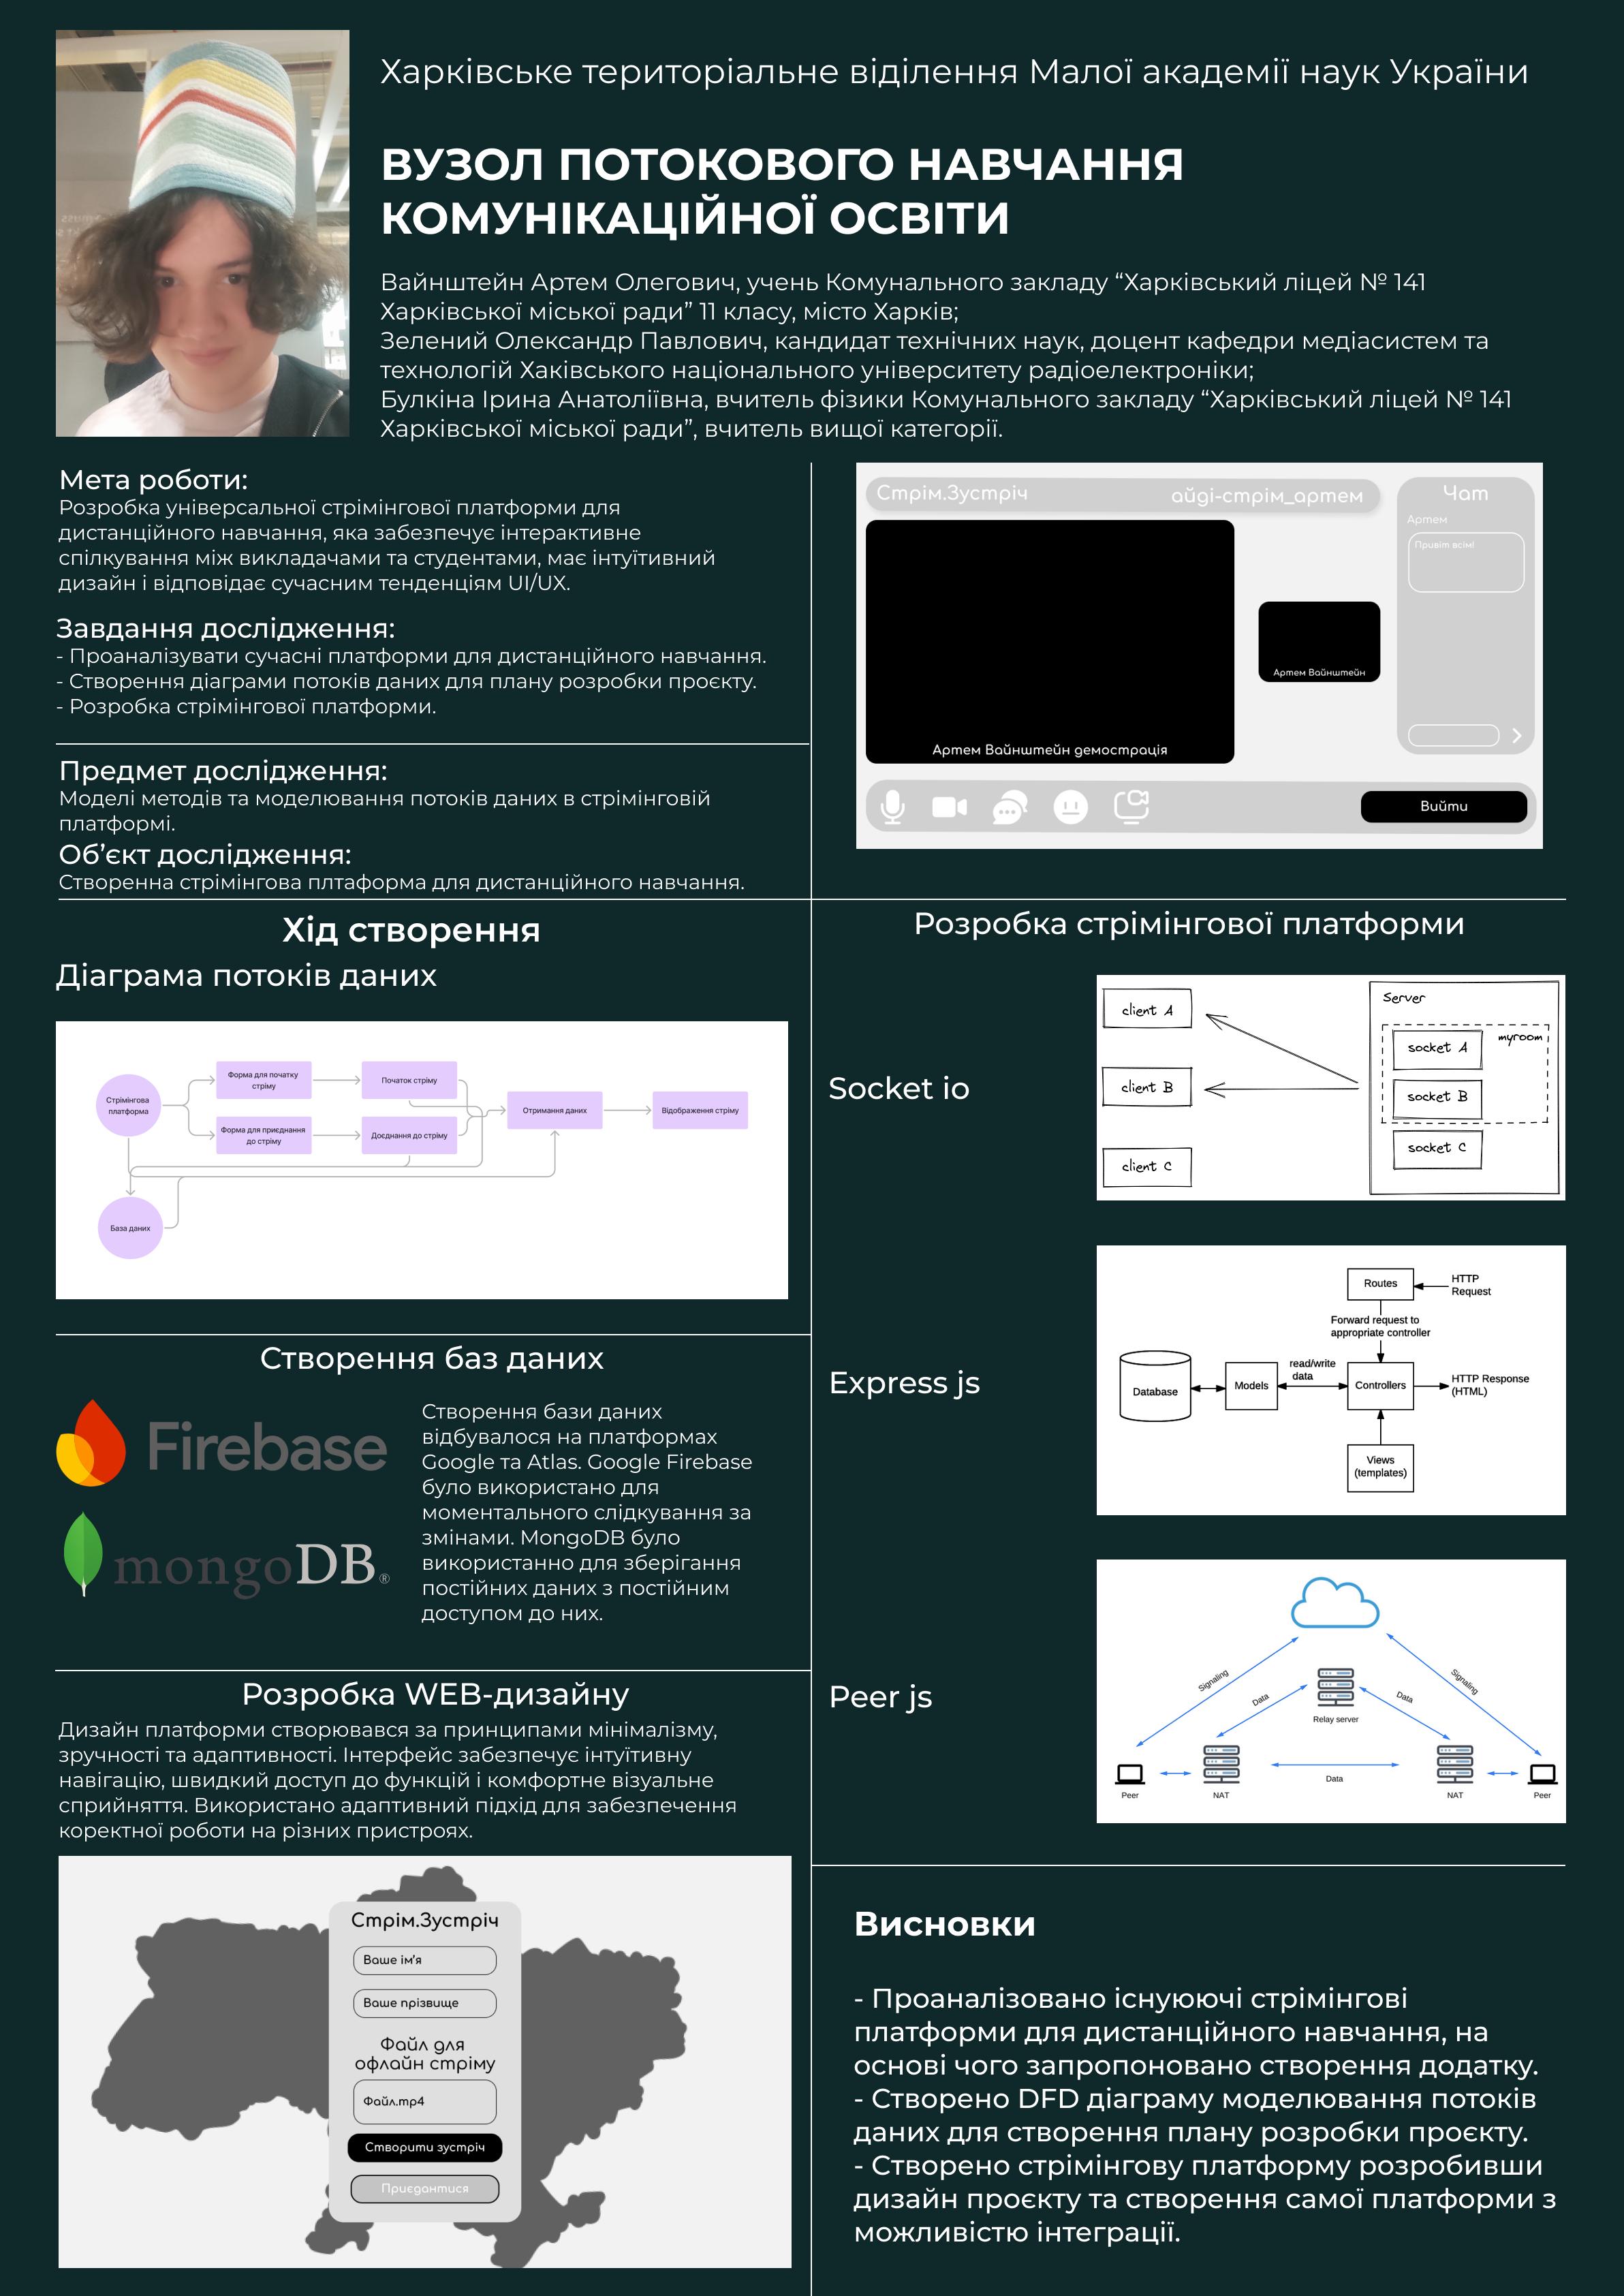 Харківське територіальне віділення Малої академії наук України
ВУЗОЛ ПОТОКОВОГО НАВЧАННЯ
КОМУНІКАЦІЙНОЇ ОСВІТИ
Вайнштейн Артем Олегович, учень Комунального закладу “Харківський ліцей № 141
Харківської міської ради” 11 класу, місто Харків;
Зелений Олександр Павлович, кандидат технічних наук, доцент кафедри медіасистем та
технологій Хаківського національного університету радіоелектроніки;
Булкіна Ірина Анатоліївна, вчитель фізики Комунального закладу “Харківський ліцей № 141
Харківської міської ради”, вчитель вищої категорії.
Мета роботи:
Розробка універсальної стрімінгової платформи для
дистанційного навчання, яка забезпечує інтерактивне
спілкування між викладачами та студентами, має інтуїтивний
дизайн і відповідає сучасним тенденціям UI/UX.
Завдання дослідження:
- Проаналізувати сучасні платформи для дистанційного навчання.
- Створення діаграми потоків даних для плану розробки проєкту.
- Розробка стрімінгової платформи.
Предмет дослідження:
Моделі методів та моделювання потоків даних в стрімінговій
платформі.
Об’єкт дослідження:
Створенна стрімінгова плтаформа для дистанційного навчання.
Стрім.Зустріч
айді-стрім_артем
Чат
Артем
Привіт всім!
Артем Вайнштейн
Артем Вайнштейн демострація
Вийти
Хід створення
Діаграма потоків даних
Стрімінгова
платформа
Форма для початку
стріму
Початок стріму
Форма для приєднання
до стріму
Доєднання до стріму
Отримання даних
Відображення стріму
База даних
Створення баз даних
Firebase
mongoDB®
Створення бази даних
відбувалося на платформах
Google та Atlas. Google Firebase
було використано для
моментального слідкування за
змінами. MongoDB було
використанно для зберігання
постійних даних з постійним
доступом до них.
Розробка WEB-дизайну
Дизайн платформи створювався за принципами мінімалізму,
зручності та адаптивності. Інтерфейс забезпечує інтуїтивну
навігацію, швидкий доступ до функцій і комфортне візуальне
сприйняття. Використано адаптивний підхід для забезпечення
коректної роботи на різних пристроях.
Стрім.Зустріч
Ваше ім’я
Ваше прізвище
Файл для
офлайн стріму
Файл.mp4
Створити зустріч
Приєдантися
Розробка стрімінгової платформи
Socket io
client A
client B
client C
Server
myroom
socket A
socket B
socket C
Express js
Routes
HTTP
Request
Forward request to
appropriate controller
Database
Models
read/write
data
Controllers
HTTP Response
(HTML)
Views
(templates)
Peer js
Signaling
Signaling
Data
Data
Relay server
Data
Peer
NAT
NAT
Peer
Висновки
- Проаналізовано існуюючі стрімінгові
платформи для дистанційного навчання, на
основі чого запропоновано створення додатку.
- Створено DFD діаграму моделювання потоків
даних для створення плану розробки проєкту.
- Створено стрімінгову платформу розробивши
дизайн проєкту та створення самої платформи з
можливістю інтеграції.